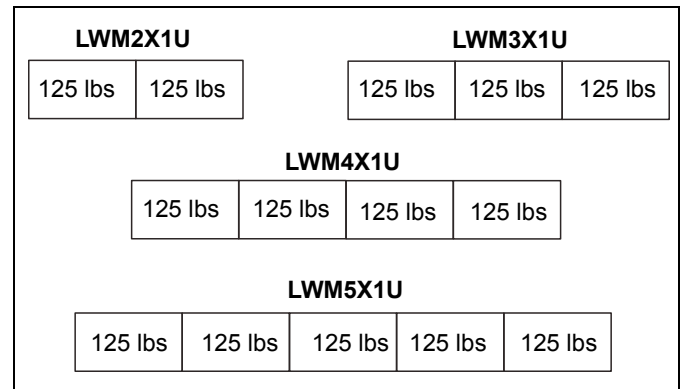 LWM2X1U LWM3X1U
125 lbs 125 lbs 125 lbs 125 lbs 125 lbs
LWM4X1U
125 lbs 125 lbs 125 lbs 125 lbs
LWM5X1U
125 lbs 125 lbs 125 lbs 125 lbs 125 lbs